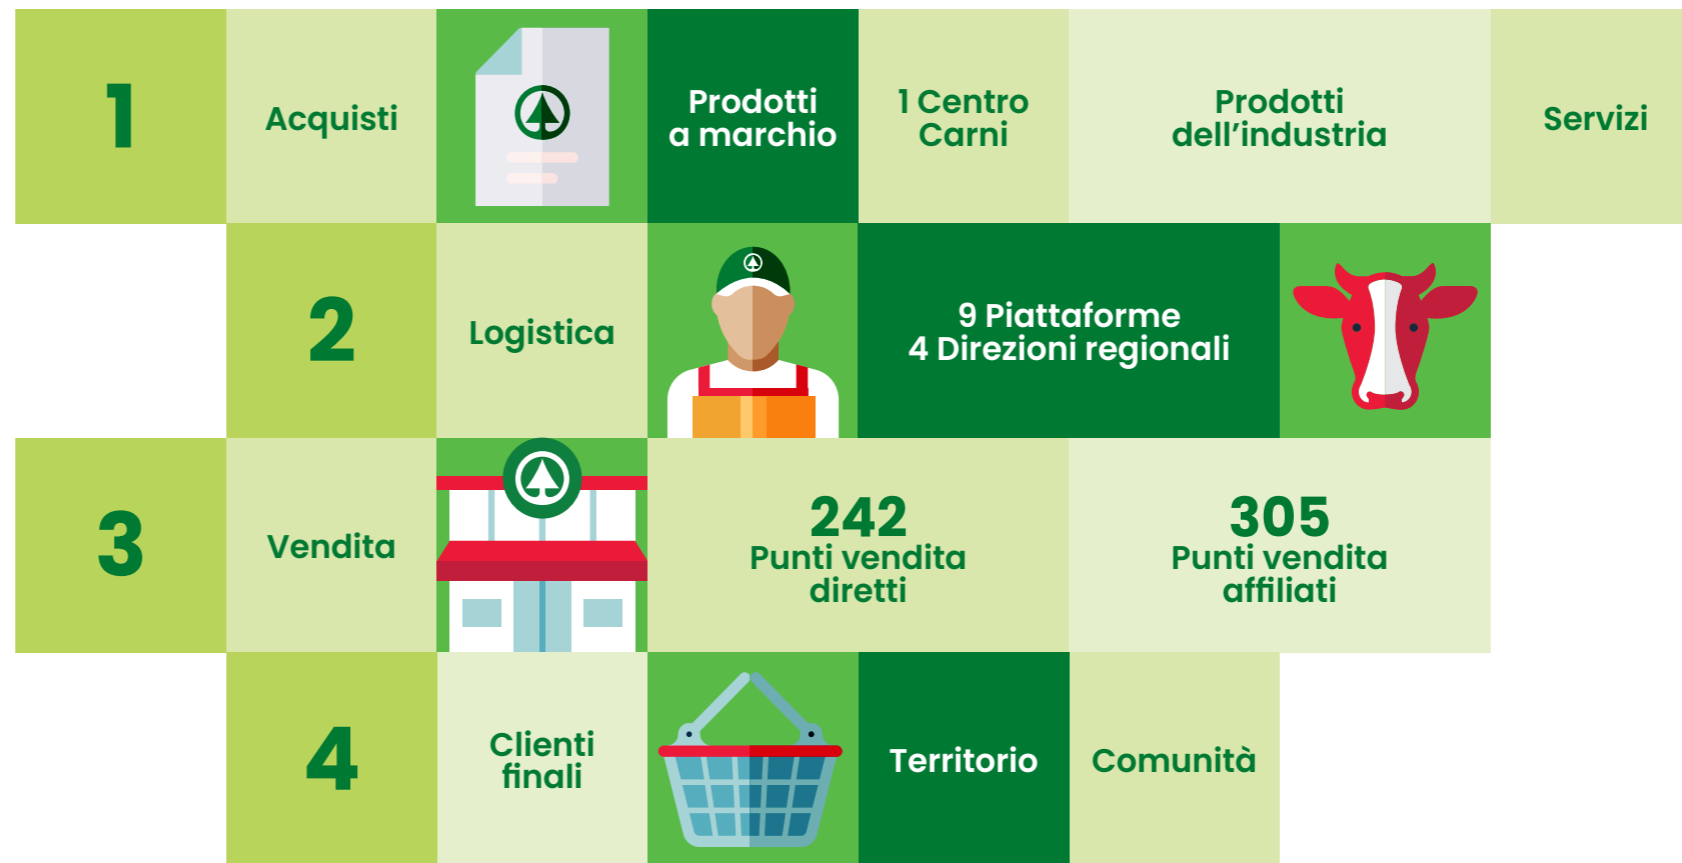 1
Acquisti
Prodotti
a marchio
1 Centro
Carni
Prodotti
dell’industria
Servizi
2
Logistica
9 Piattaforme
4 Direzioni regionali
3
Vendita
242
Punti vendita
diretti
305
Punti vendita
affiliati
4
Clienti
finali
Territorio
Comunità